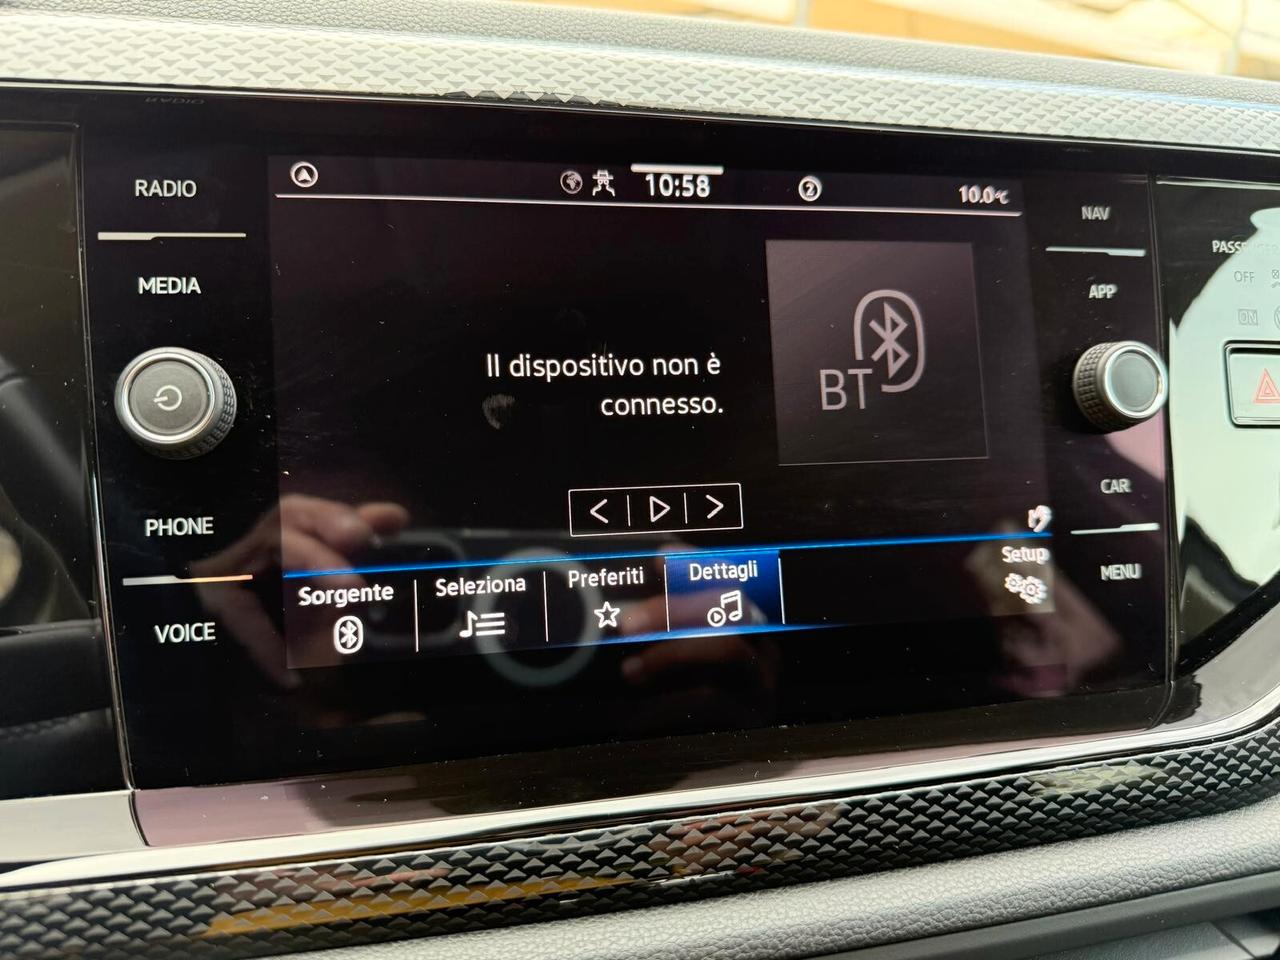 RADIO
MEDIA
PHONE
VOICE
10:58
2
10.0°C
Il dispositivo non è
connesso.
BT
Sorgente
Seleziona
Preferiti
Dettagli
Setup
NAV
APP
CAR
MENU
OFF
ON